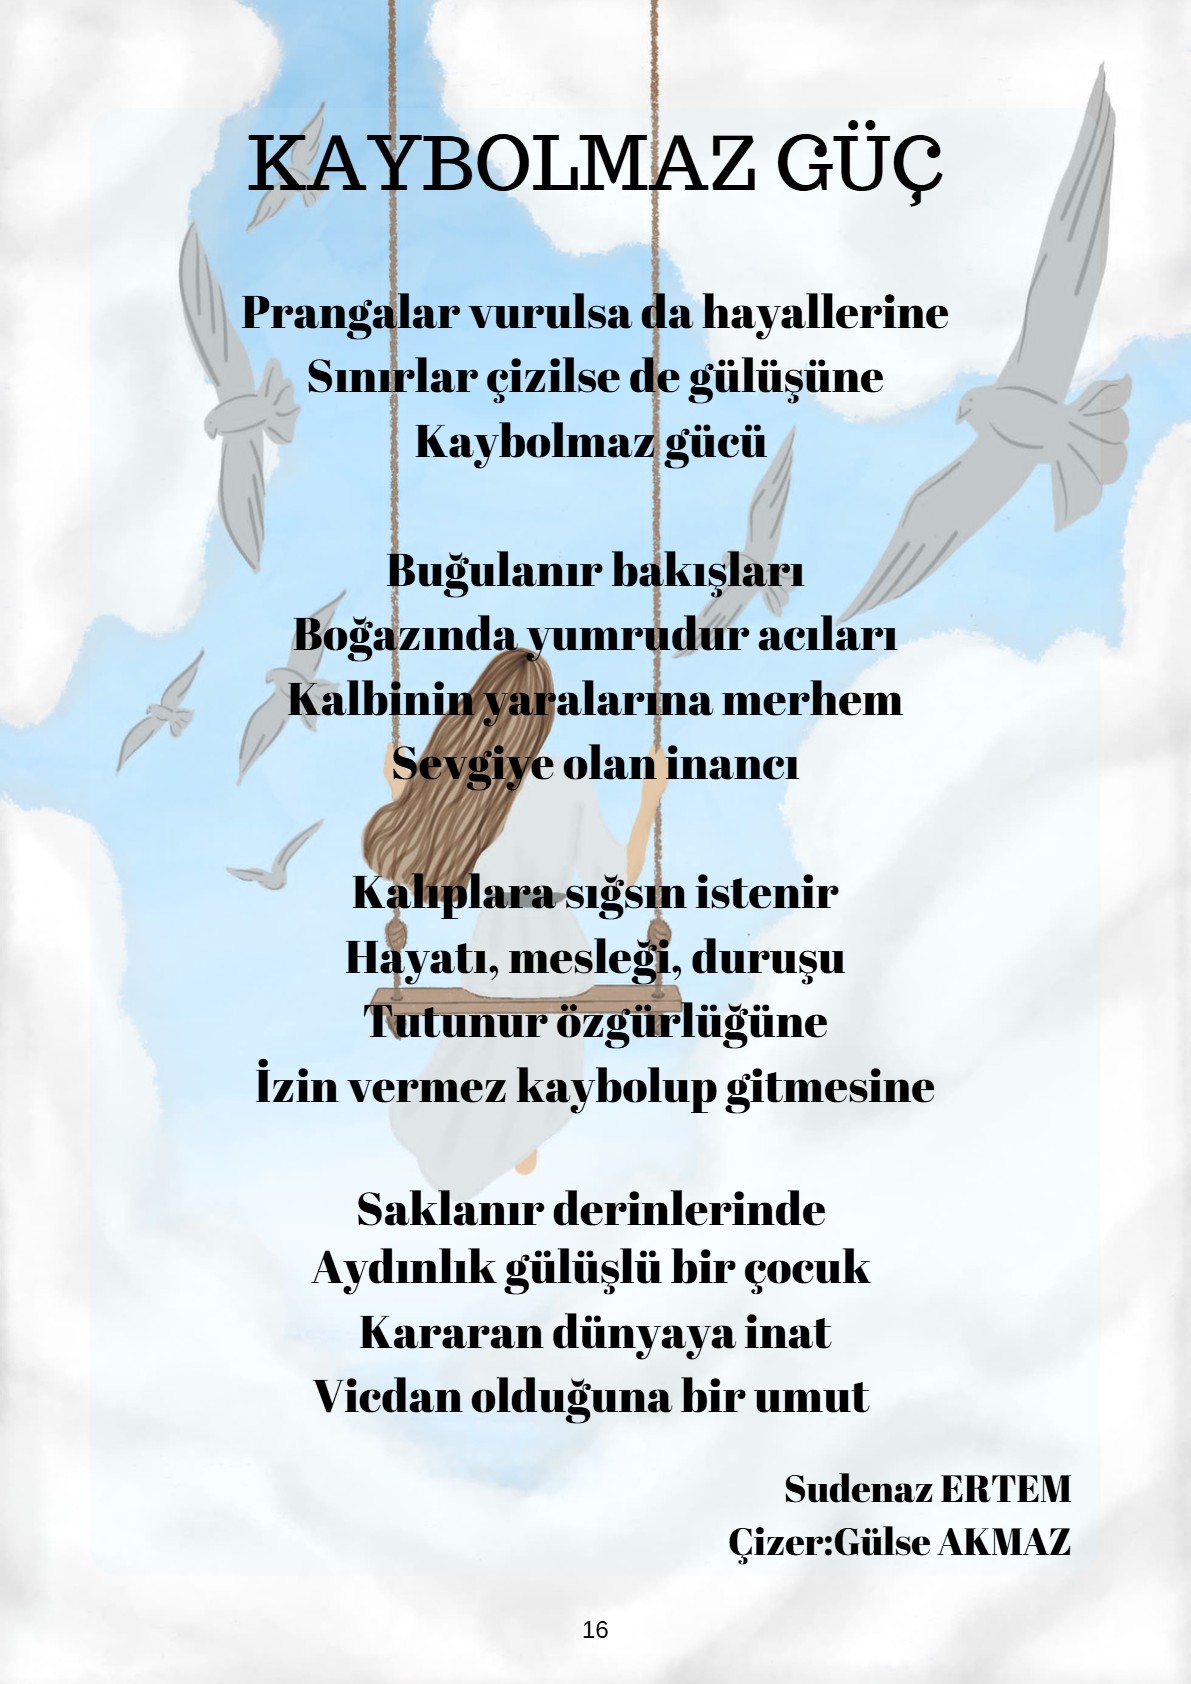 KAYBOLMAZ GÜÇ
Prangalar vurulsa da hayallerine
Sınırlar çizilse de gülüşüne
Kaybolmaz gücü
Buğulanır bakışları
Boğazında yumrudur acıları
Kalbinin yaralarına merhem
Sevgiye olan inancı
Kalıplara sığsın istenir
Hayatı, mesleği, duruşu
Tutunur özgürlüğüne
İzin vermez kaybolup gitmesine
Saklanır derinlerinde
Aydınlık gülüşlü bir çocuk
Kararan dünyaya inat
Vicdan olduğuna bir umut
Sudenaz ERTEM
Çizer:Gülse AKMAZ
16